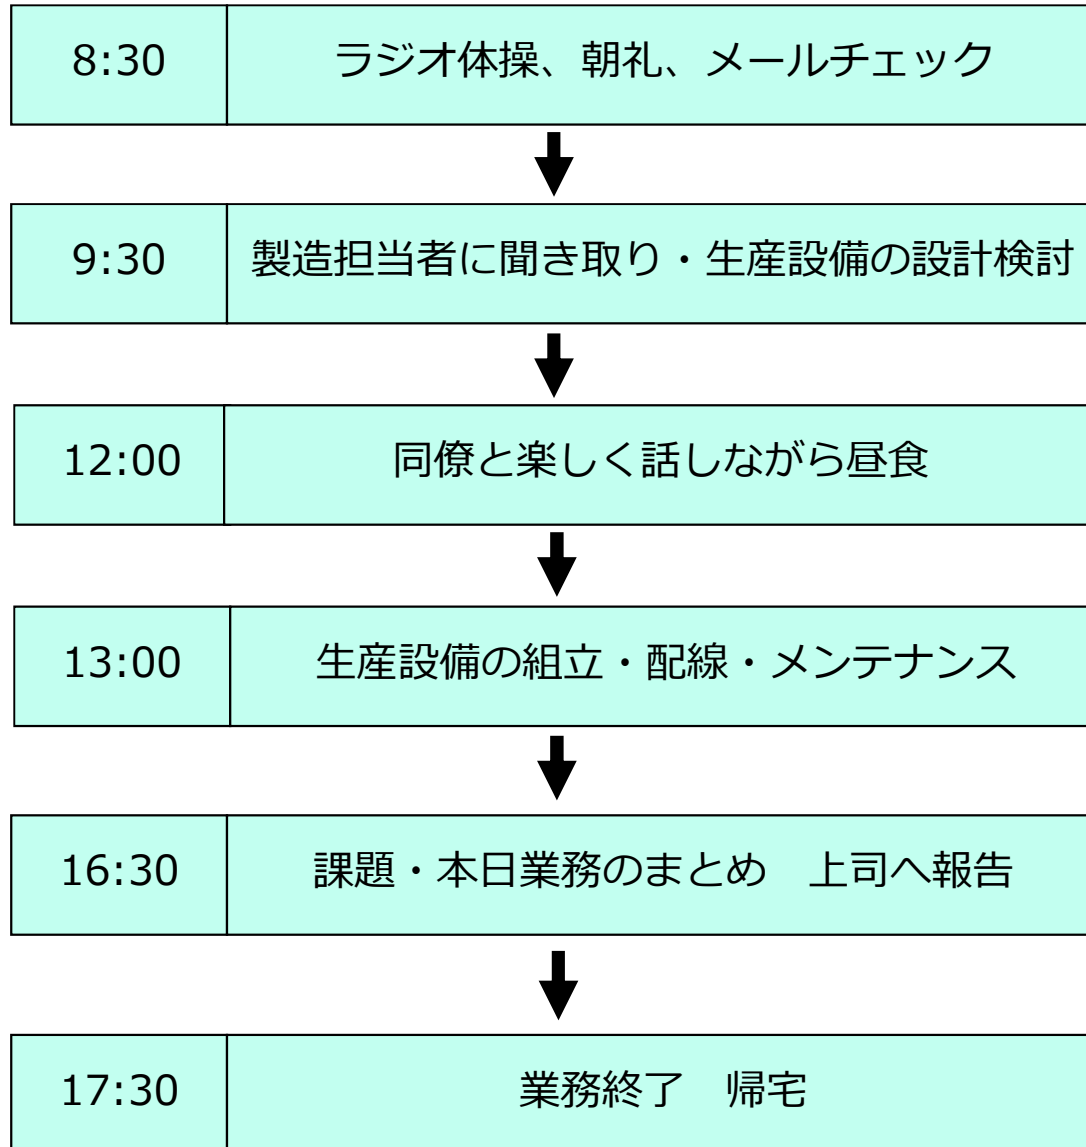 8:30 ラジオ体操、朝礼、メールチェック
9:30 製造担当者に聞き取り・生産設備の設計検討
12:00 同僚と楽しく話しながら昼食
13:00 生産設備の組立・配線・メンテナンス
16:30 課題・本日業務のまとめ　上司へ報告
17:30 業務終了　帰宅